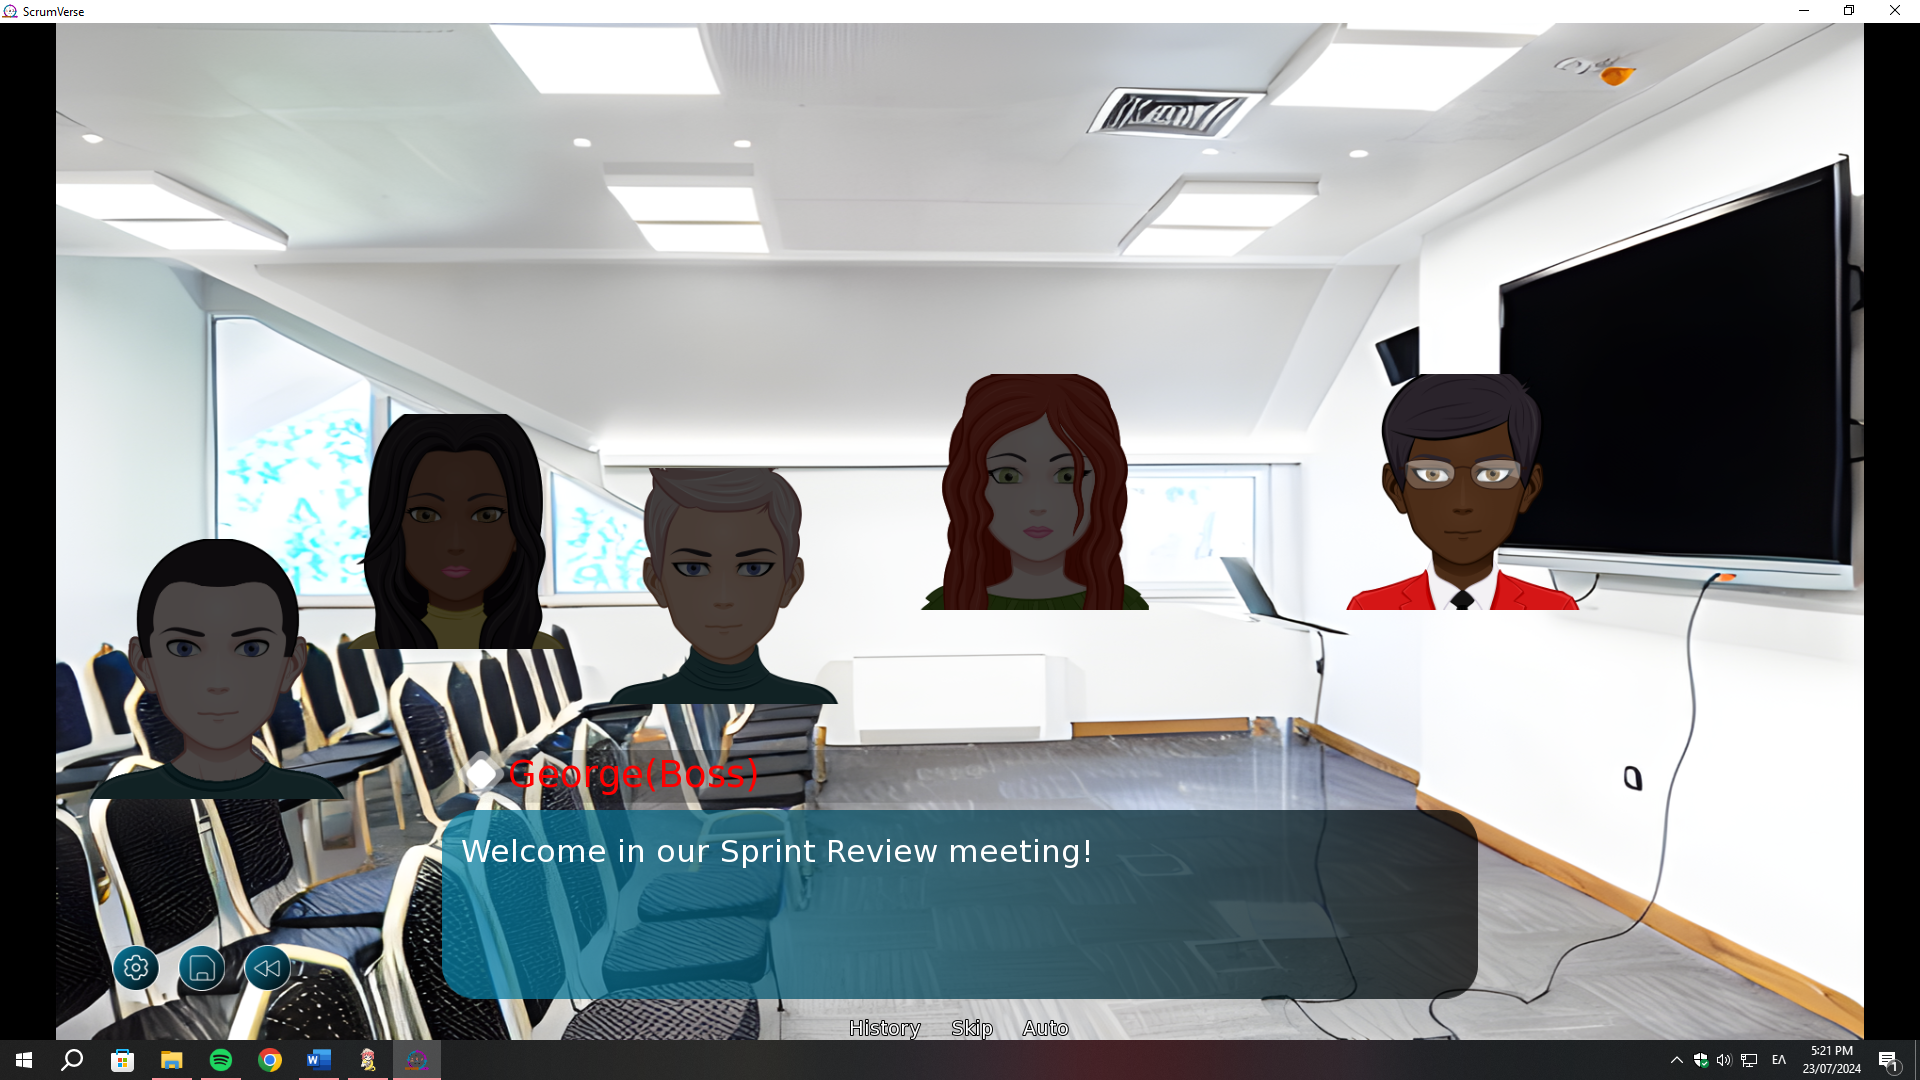 ScrumVerse
George(Boss)
Welcome in our Sprint Review meeting!
History Skip Auto
ΕΛ
5:21 PM
23/07/2024
1